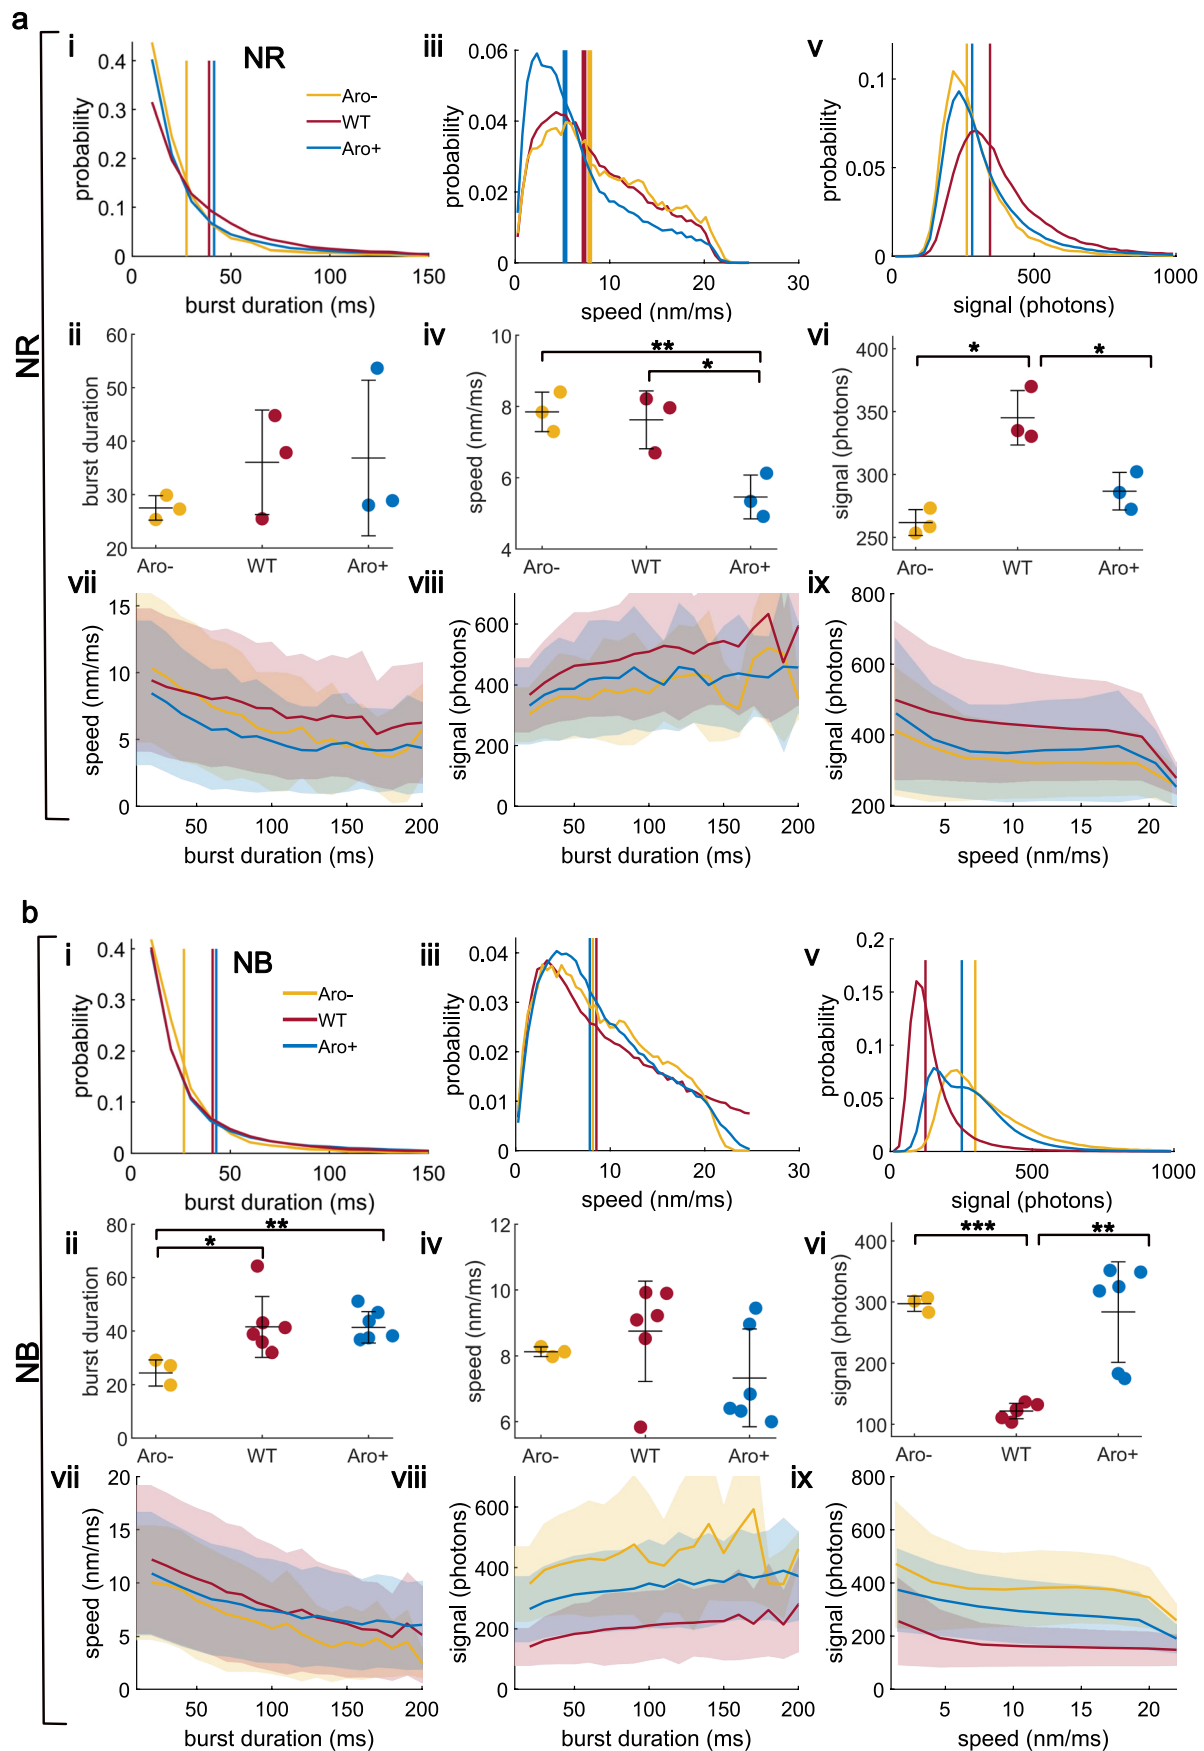 a
NR
i
NR
Aro-
WT
Aro+
probability
0.4
0.3
0.2
0.1
0
50
100
150
burst duration (ms)
iii
probability
0.06
0.04
0.02
0
0
10
20
30
speed (nm/ms)
v
probability
0.1
0.05
0
0
500
1000
signal (photons)
ii
burst duration
60
50
40
30
20
Aro-
WT
Aro+
iv
speed (nm/ms)
10
8
6
4
**
*
Aro-
WT
Aro+
vi
signal (photons)
400
350
300
250
*
*
Aro-
WT
Aro+
vii
speed (nm/ms)
15
10
5
0
50
100
150
200
burst duration (ms)
viii
signal (photons)
600
400
200
0
50
100
150
200
burst duration (ms)
ix
signal (photons)
800
600
400
200
5
10
15
20
speed (nm/ms)
b
NB
i
NB
Aro-
WT
Aro+
probability
0.4
0.3
0.2
0.1
0
0
50
100
150
burst duration (ms)
iii
probability
0.04
0.03
0.02
0.01
0
0
10
20
30
speed (nm/ms)
v
probability
0.2
0.15
0.1
0.05
0
0
500
1000
signal (photons)
ii
burst duration
80
60
40
20
0
*
**
Aro-
WT
Aro+
iv
speed (nm/ms)
12
10
8
6
Aro-
WT
Aro+
vi
signal (photons)
400
300
200
100
***
**
Aro-
WT
Aro+
vii
speed (nm/ms)
20
15
10
5
0
50
100
150
200
burst duration (ms)
viii
signal (photons)
600
400
200
0
50
100
150
200
burst duration (ms)
ix
signal (photons)
800
600
400
200
0
5
10
15
20
speed (nm/ms)